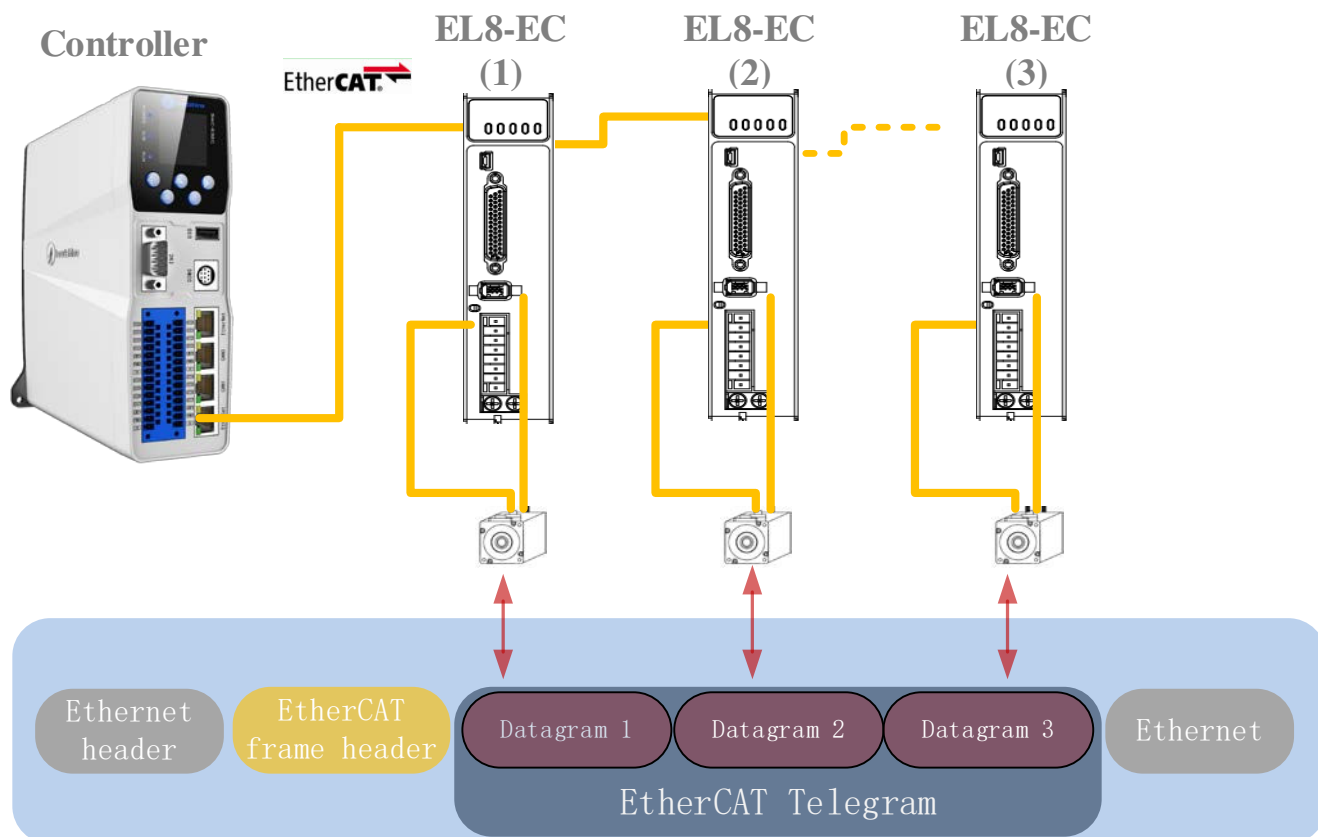 Controller
EtherCAT®
EL8-EC
(1)
EL8-EC
(2)
EL8-EC
(3)
00000
00000
00000
Ethernet
header
EtherCAT
frame header
Datagram 1
Datagram 2
Datagram 3
Ethernet
EtherCAT Telegram